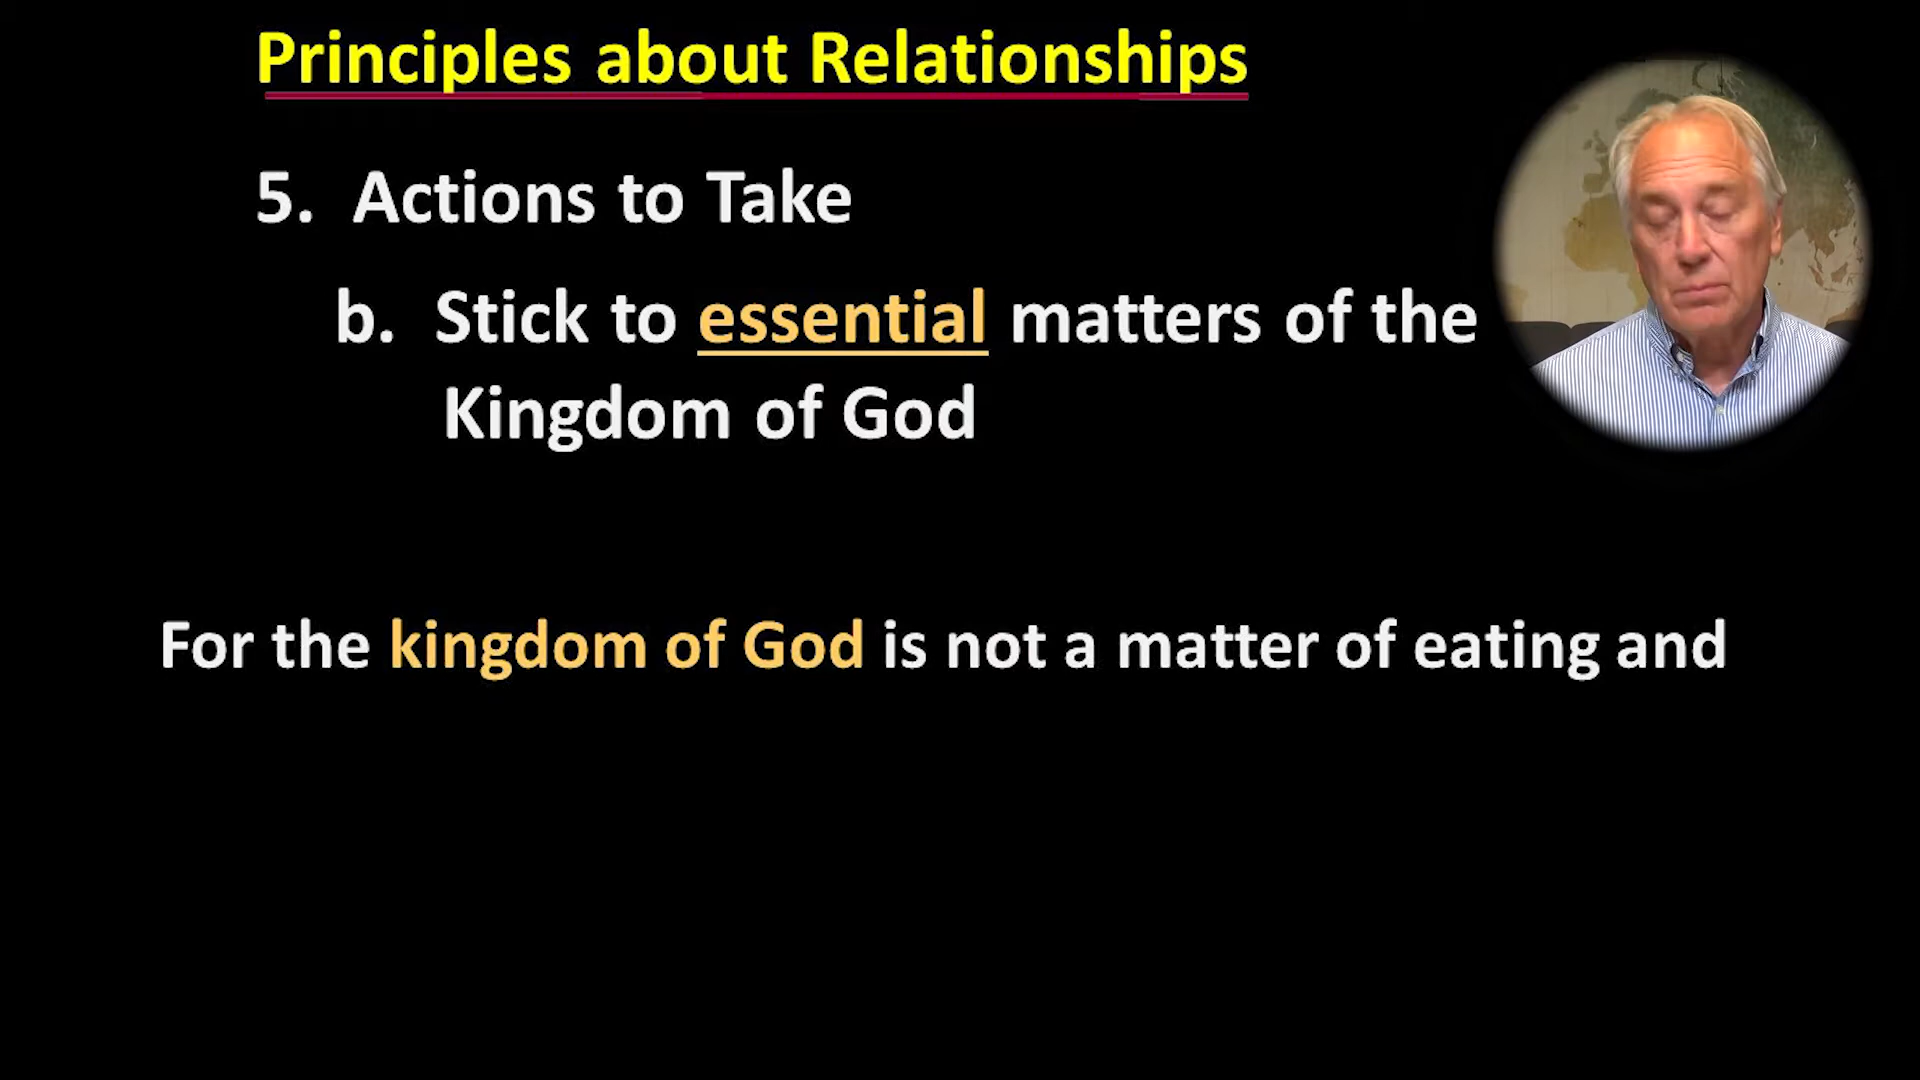 Principles about Relationships
5. Actions to Take
b. Stick to essential matters of the
Kingdom of God
For the kingdom of God is not a matter of eating and